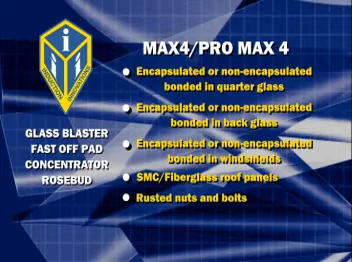 i
INDUCTION INNOVATIONS
MAX4/PRO MAX 4
Encapsulated or non-encapsulated
bonded in quarter glass
Encapsulated or non-encapsulated
bonded in back glass
Encapsulated or non-encapsulated
bonded in windshields
SMC/Fiberglass roof panels
Rusted nuts and bolts
GLASS BLASTER
FAST OFF PAD
CONCENTRATOR
ROSEBUD